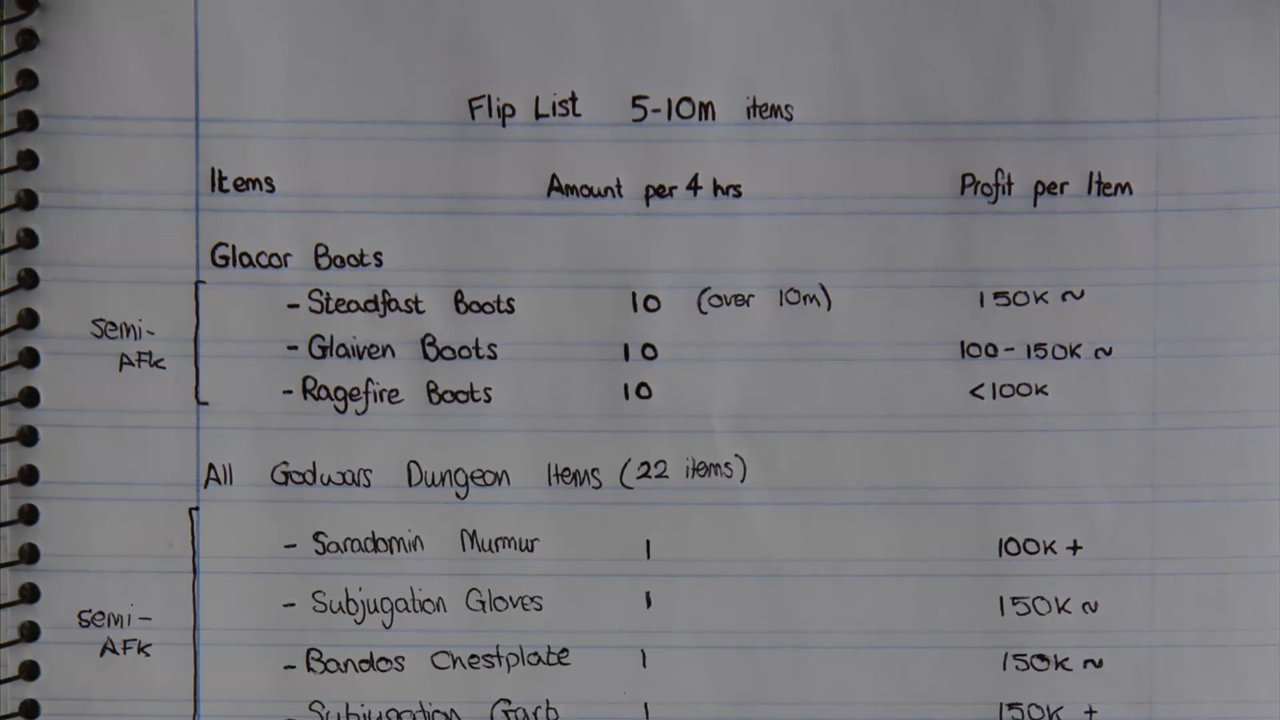 Flip List 5-10m items
Items Amount per 4 hrs Profit per Item
Glacor Boots
- Steadfast Boots 10 (over 10m) 150K ~
- Glaiven Boots 10 100-150K ~
- Ragefire Boots 10 <100K
Semi-
AFK
All Godwars Dungeon Items (22 items)
- Saradomin Murmur 1 100K +
- Subjugation Gloves 1 150K ~
- Bandos Chestplate 1 150K ~
- Subjugation Garb 1 150K +
Semi-
AFK